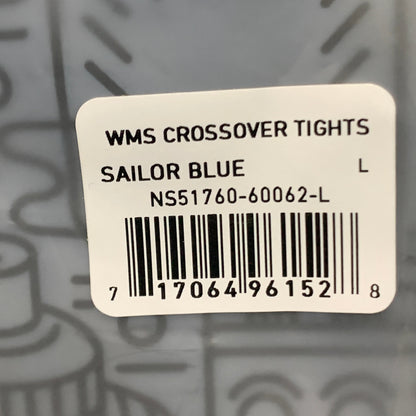 WMS CROSSOVER TIGHTS
SAILOR BLUE L
NS51760-60062-L
7 17064 96152 8